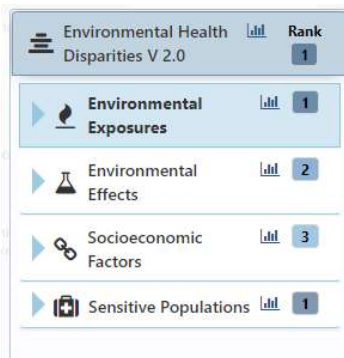 Environmental Health Rank
Disparities V 2.0 1
Environmental 1
Exposures
Environmental 2
Effects
Socioeconomic 3
Factors
Sensitive Populations 1